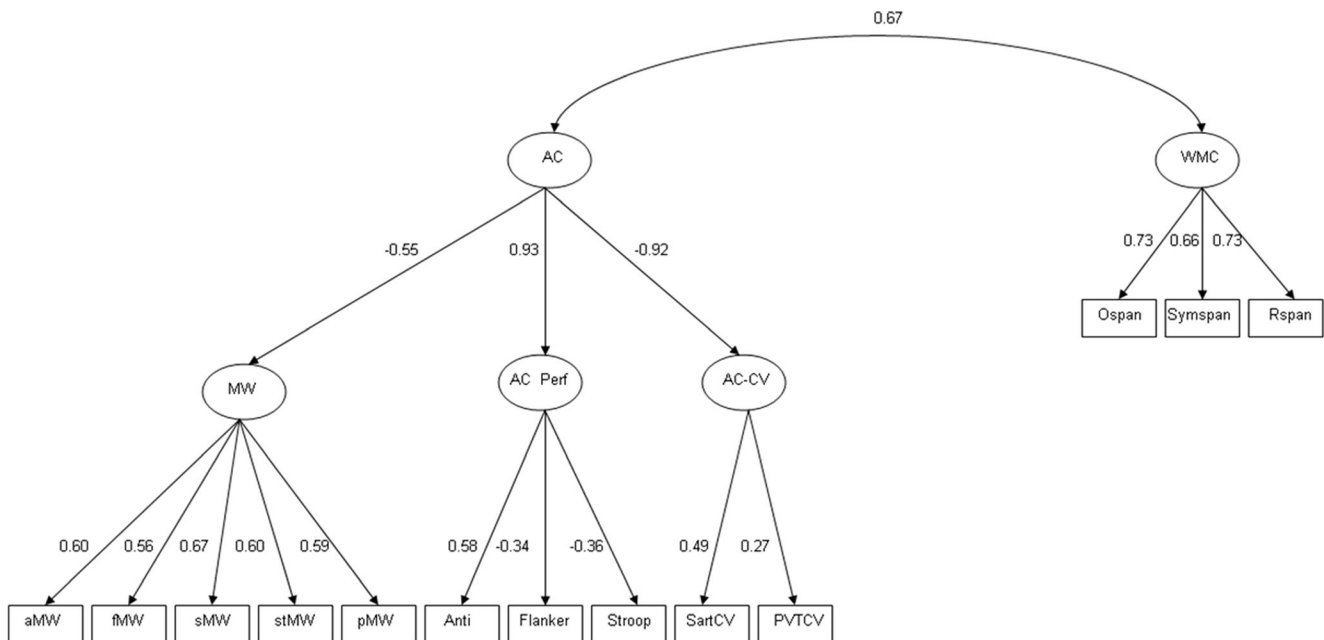 0.67
AC
WMC
-0.55
0.93
-0.92
0.73
0.66
0.73
Ospan
Symspan
Rspan
MW
AC Perf
AC-CV
0.60
0.56
0.67
0.60
0.59
0.58
-0.34
-0.36
0.49
0.27
aMW
fMW
sMW
stMW
pMW
Anti
Flanker
Stroop
SartCV
PVTCV